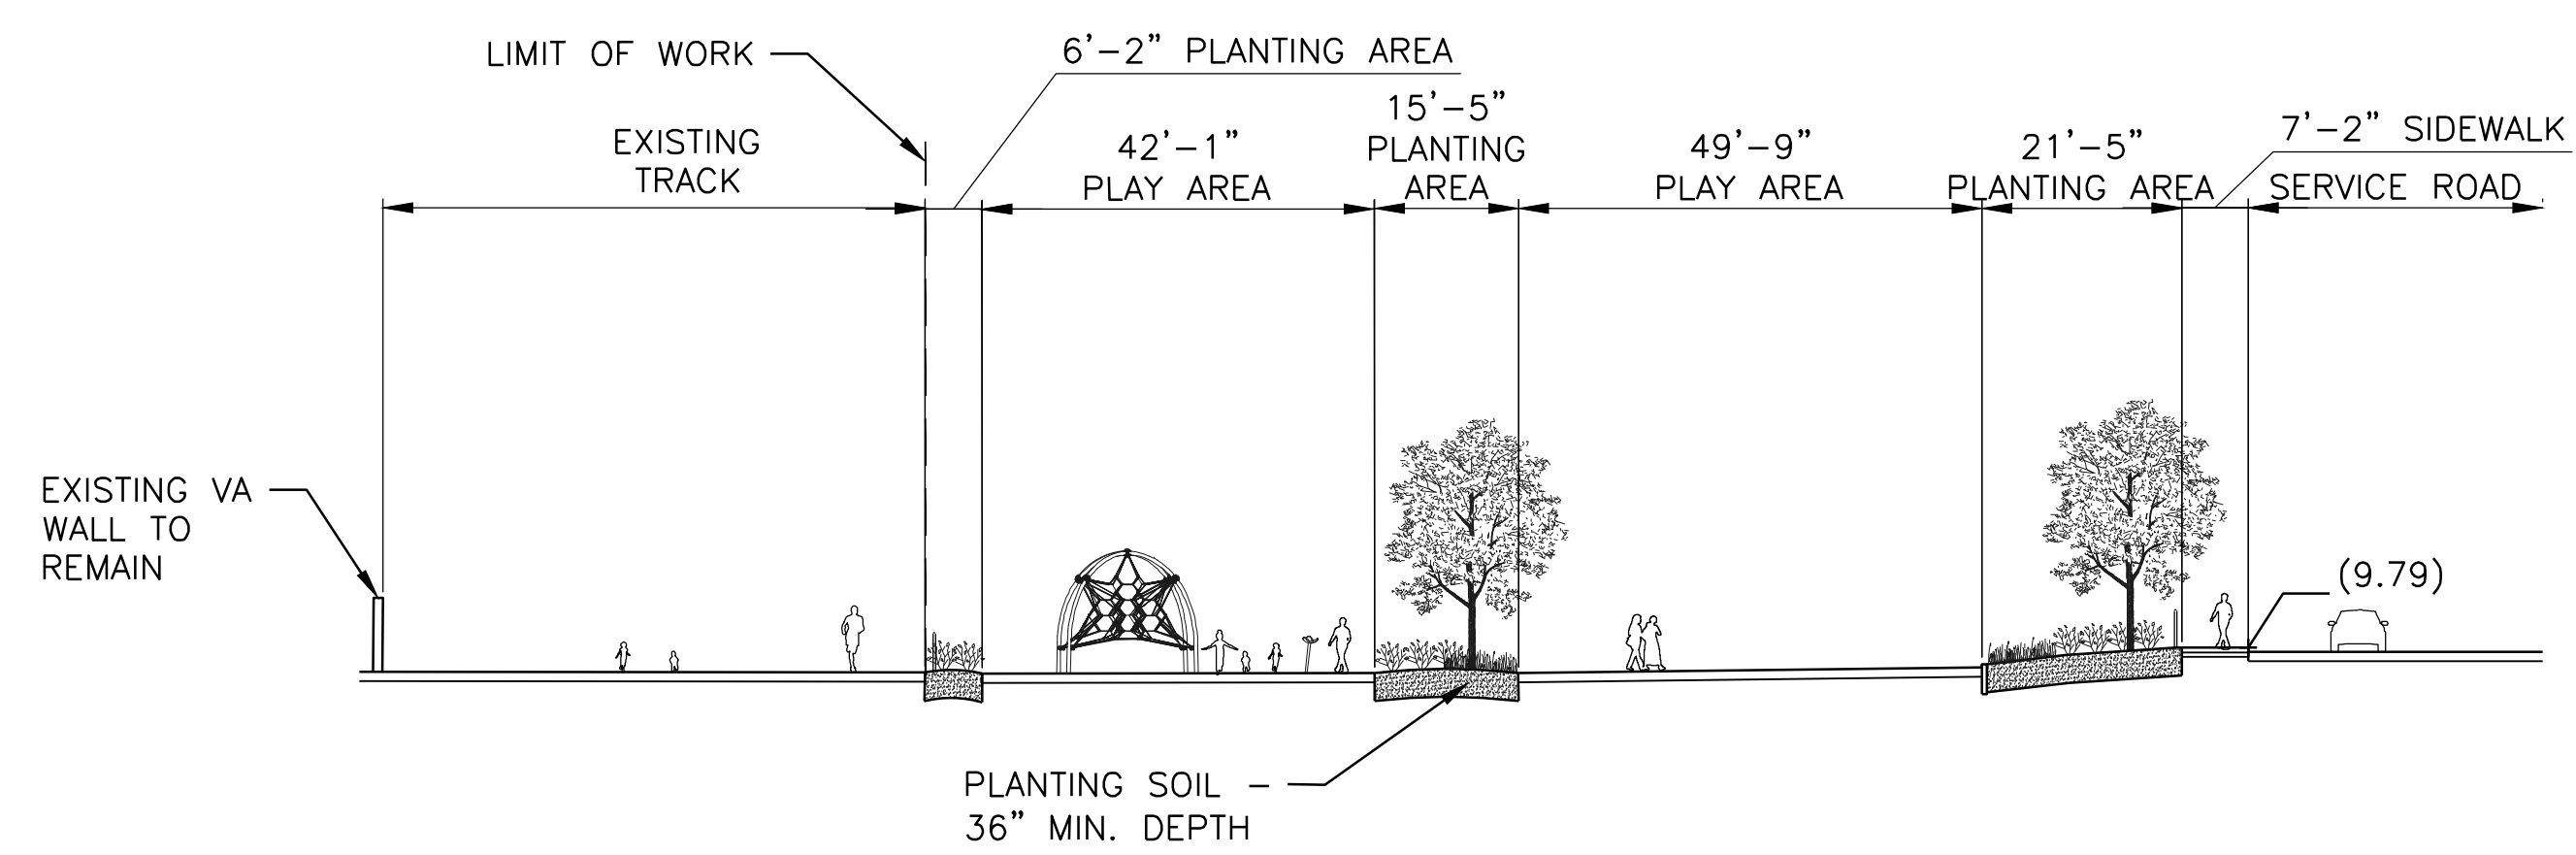 LIMIT OF WORK
6'-2" PLANTING AREA
EXISTING
TRACK
42'-1"
PLAY AREA
15'-5"
PLANTING
AREA
49'-9"
PLAY AREA
21'-5"
PLANTING AREA
7'-2" SIDEWALK
SERVICE ROAD
EXISTING VA
WALL TO
REMAIN
(9.79)
PLANTING SOIL -
36" MIN. DEPTH